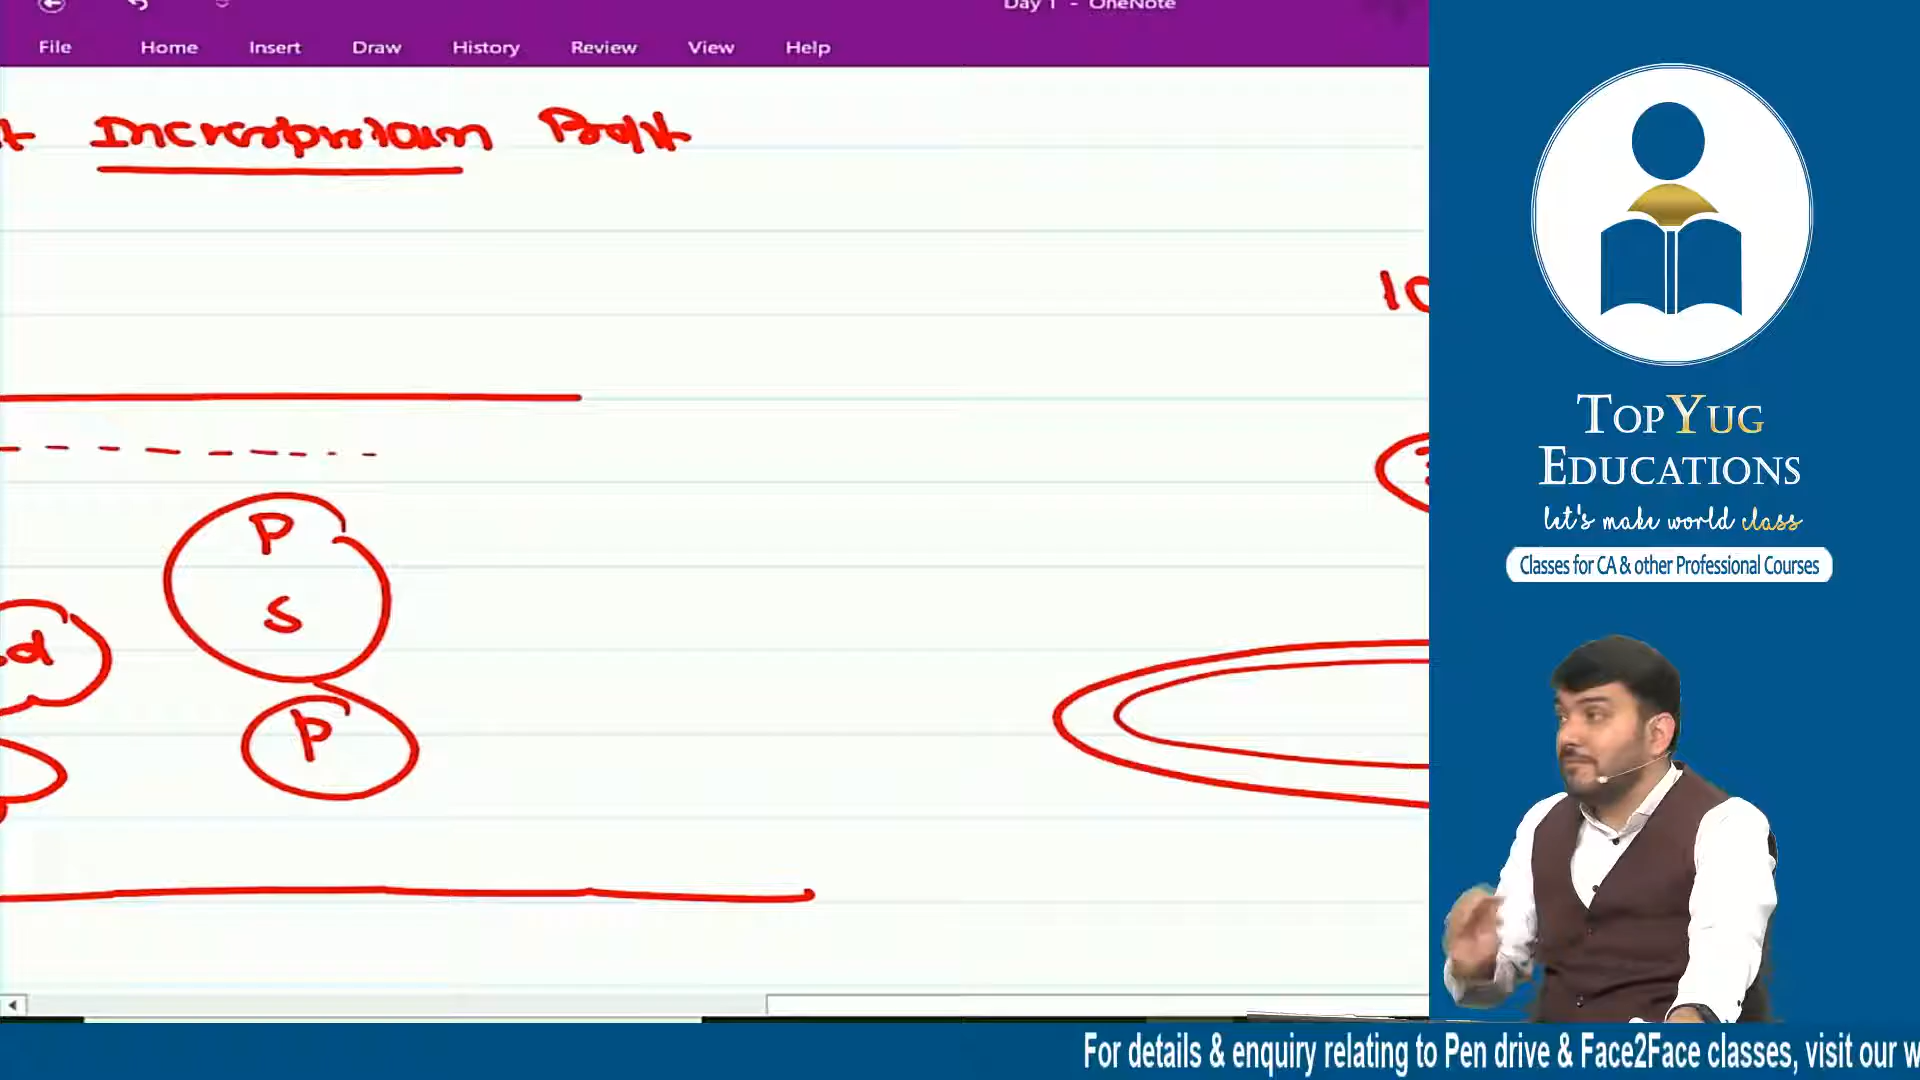 Day 1 - OneNote
File Home Insert Draw History Review View Help
P
S
P
10
TOPYUG
EDUCATIONS
let's make world class
Classes for CA & other Professional Courses
For details & enquiry relating to Pen drive & Face2Face classes, visit our w